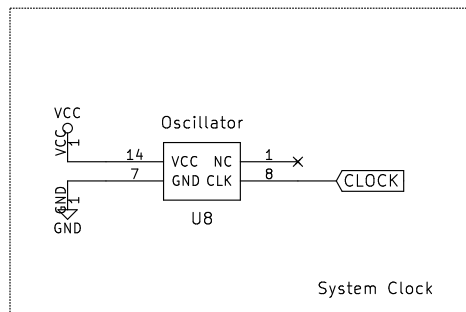 VCC
VCC
1
Oscillator
14
VCC
NC
1
7
GND
CLK
8
CLOCK
GND
1
GND
U8
System Clock